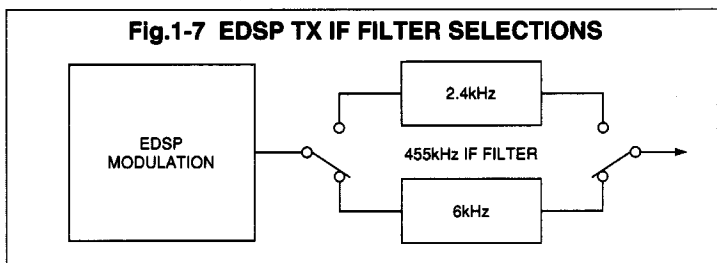 Fig.1-7 EDSP TX IF FILTER SELECTIONS
2.4kHz
EDSP
MODULATION
455kHz IF FILTER
6kHz